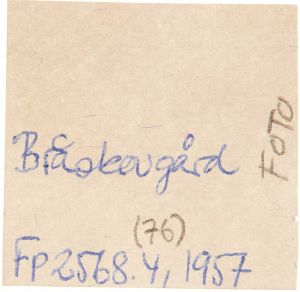 Bråskovgård
FOTO
(76)
Fp 2568.4, 1957